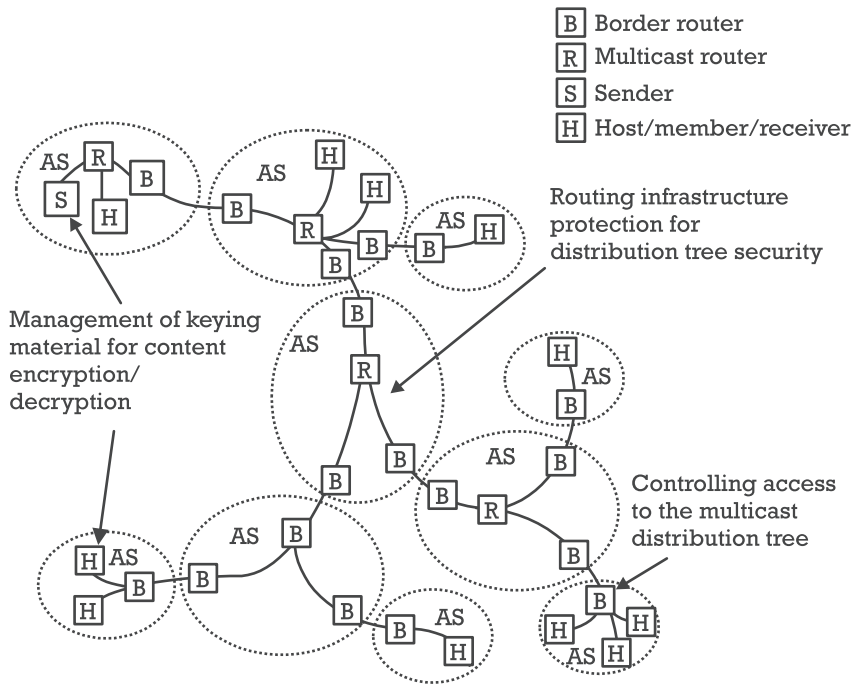 B Border router
R Multicast router
S Sender
H Host/member/receiver
AS R B
S H
AS H
H
B R B
B
AS H
B
Routing infrastructure
protection for
distribution tree security
Management of keying
material for content
encryption/
decryption
B
AS
R
B
B
H
AS
B
AS B
B R
B
Controlling access
to the multicast
distribution tree
AS B
B
B
H AS
B
H
B AS
H
B
H H
AS H